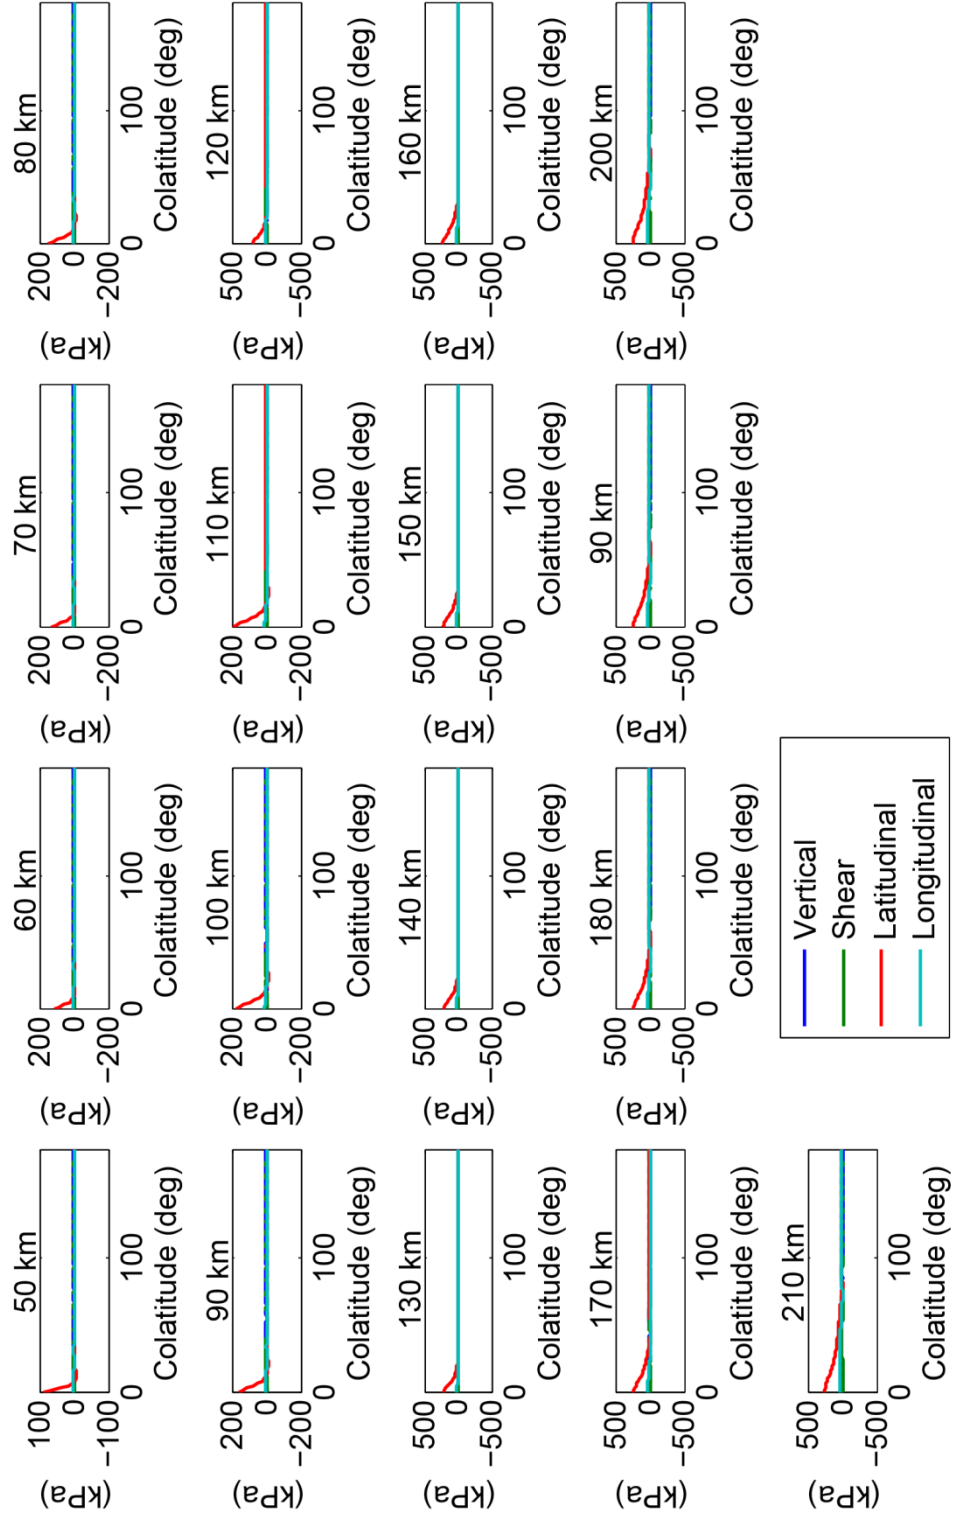 50 km
(kPa)
100
0
−100
0
100
Colatitude (deg)
60 km
(kPa)
200
0
−200
0
100
Colatitude (deg)
70 km
(kPa)
200
0
−200
0
100
Colatitude (deg)
80 km
(kPa)
200
0
−200
0
100
Colatitude (deg)
90 km
(kPa)
200
0
−200
0
100
Colatitude (deg)
100 km
(kPa)
200
0
−200
0
100
Colatitude (deg)
110 km
(kPa)
200
0
−200
0
100
Colatitude (deg)
120 km
(kPa)
500
0
−500
0
100
Colatitude (deg)
130 km
(kPa)
500
0
−500
0
100
Colatitude (deg)
140 km
(kPa)
500
0
−500
0
100
Colatitude (deg)
150 km
(kPa)
500
0
−500
0
100
Colatitude (deg)
160 km
(kPa)
500
0
−500
0
100
Colatitude (deg)
170 km
(kPa)
500
0
−500
0
100
Colatitude (deg)
180 km
(kPa)
500
0
−500
0
100
Colatitude (deg)
90 km
(kPa)
500
0
−500
0
100
Colatitude (deg)
200 km
(kPa)
500
0
−500
0
100
Colatitude (deg)
210 km
(kPa)
500
0
−500
0
100
Colatitude (deg)
Vertical
Shear
Latitudinal
Longitudinal